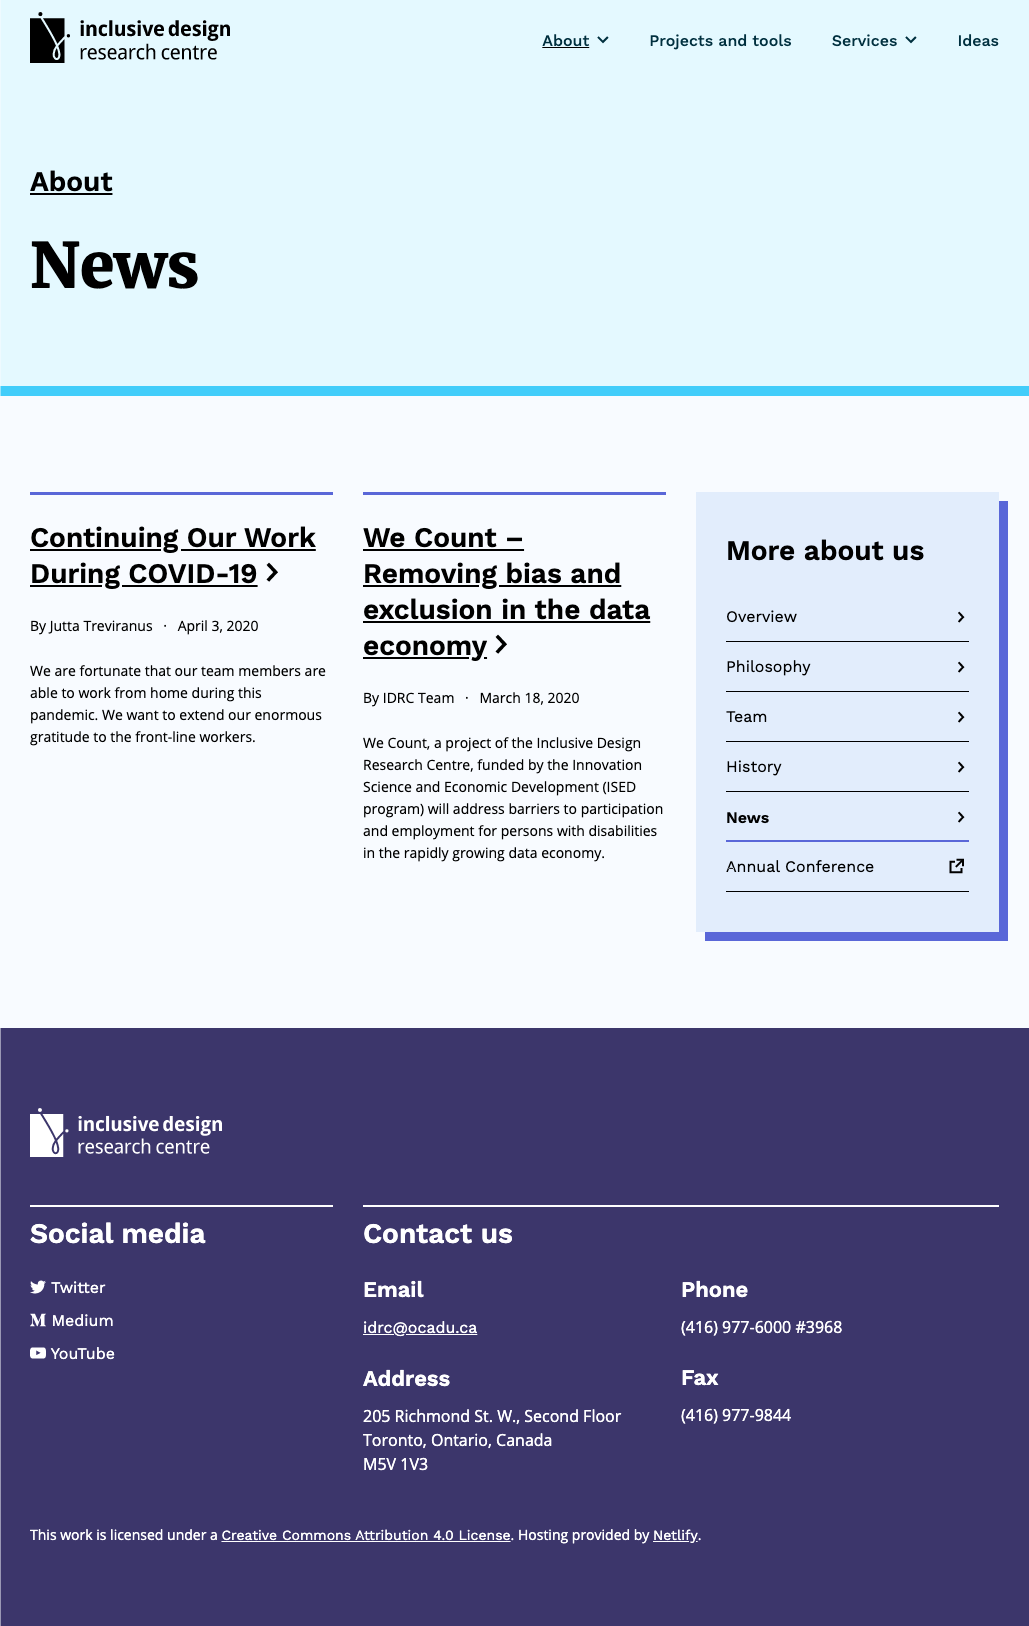 inclusive design
research centre
About
Projects and tools
Services
Ideas
About
News
Continuing Our Work
During COVID-19
By Jutta Treviranus · April 3, 2020
We are fortunate that our team members are
able to work from home during this
pandemic. We want to extend our enormous
gratitude to the front-line workers.
We Count –
Removing bias and
exclusion in the data
economy
By IDRC Team · March 18, 2020
We Count, a project of the Inclusive Design
Research Centre, funded by the Innovation
Science and Economic Development (ISED
program) will address barriers to participation
and employment for persons with disabilities
in the rapidly growing data economy.
More about us
Overview
Philosophy
Team
History
News
Annual Conference
inclusive design
research centre
Social media
Twitter
Medium
YouTube
Contact us
Email
idrc@ocadu.ca
Address
205 Richmond St. W., Second Floor
Toronto, Ontario, Canada
M5V 1V3
Phone
(416) 977-6000 #3968
Fax
(416) 977-9844
This work is licensed under a Creative Commons Attribution 4.0 License. Hosting provided by Netlify.